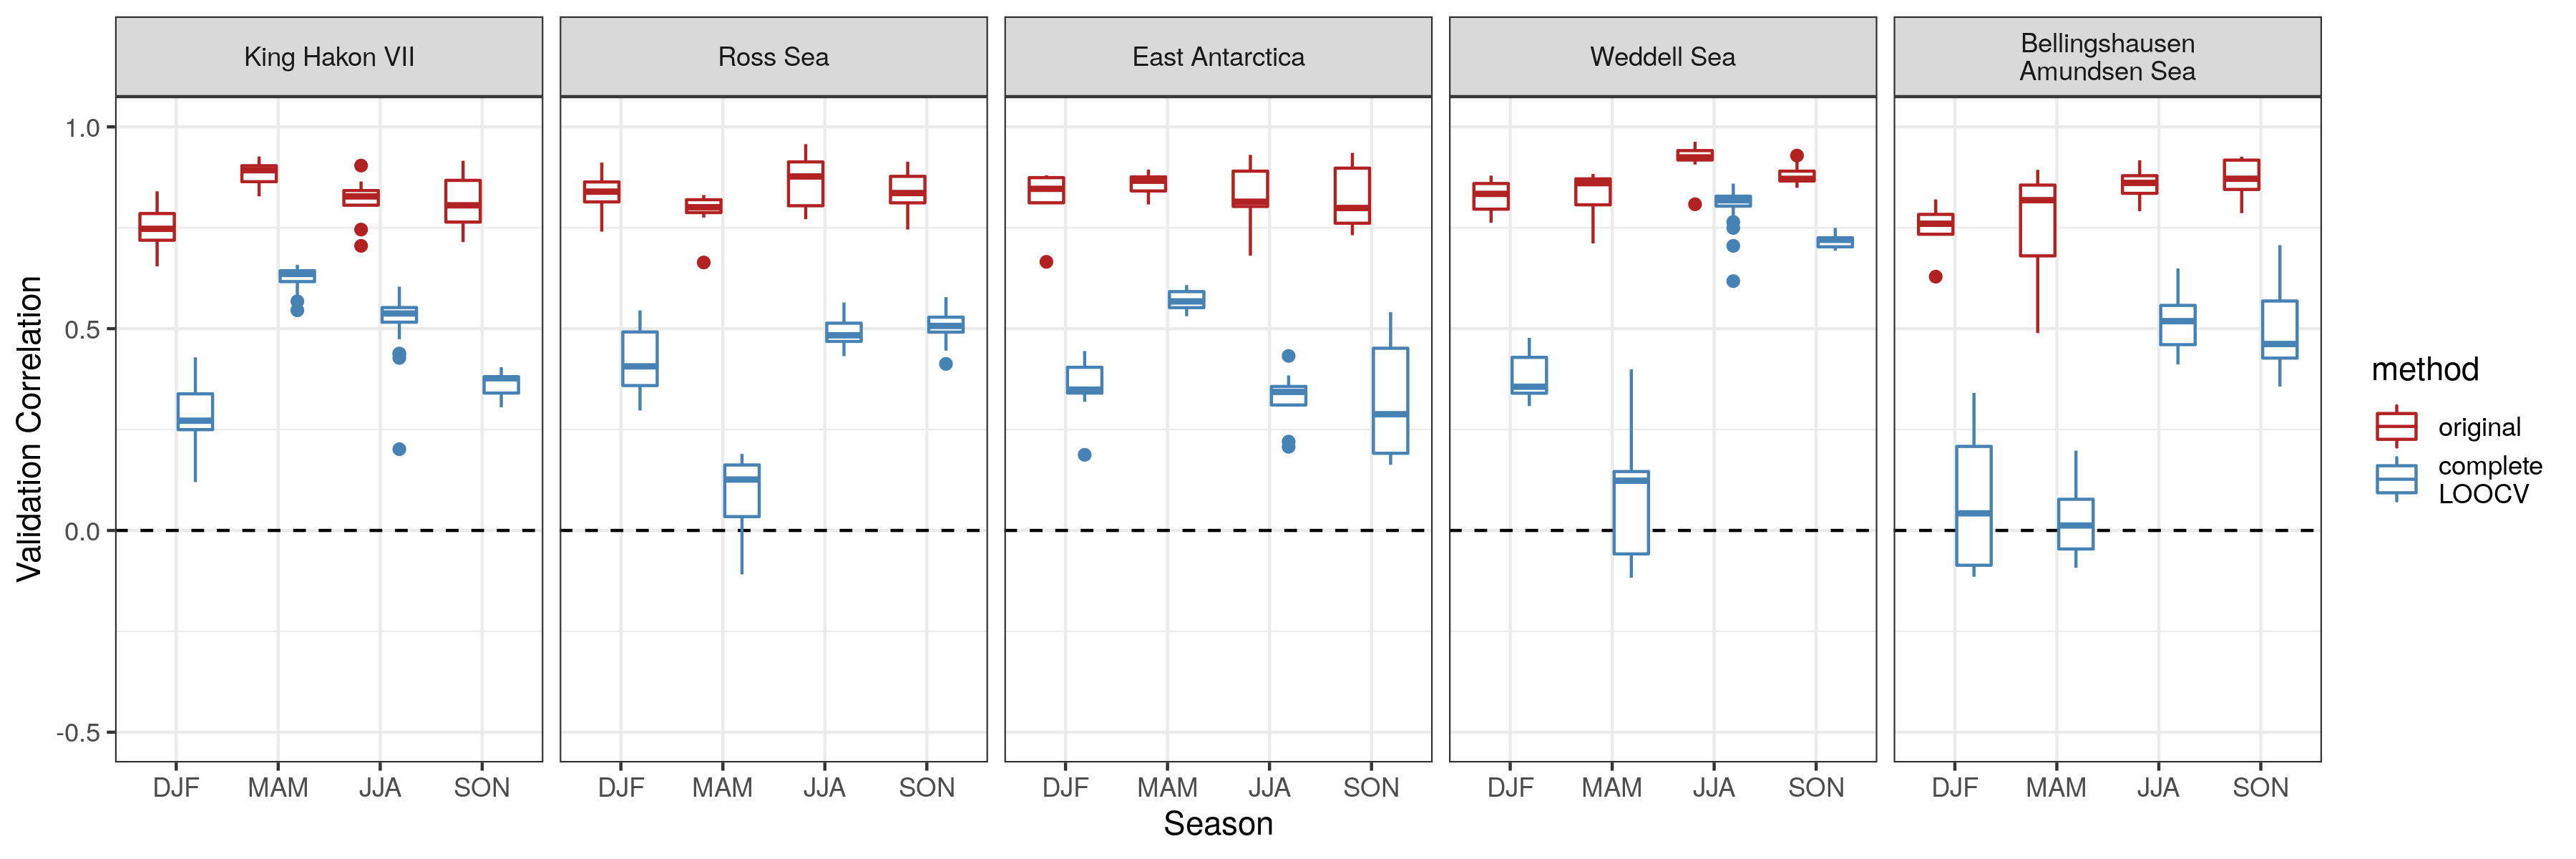 King Hakon VII
Ross Sea
East Antarctica
Weddell Sea
Bellingshausen
Amundsen Sea
Validation Correlation
1.0
0.5
0.0
-0.5
DJF MAM JJA SON
DJF MAM JJA SON
DJF MAM JJA SON
DJF MAM JJA SON
DJF MAM JJA SON
Season
method
original
complete
LOOCV